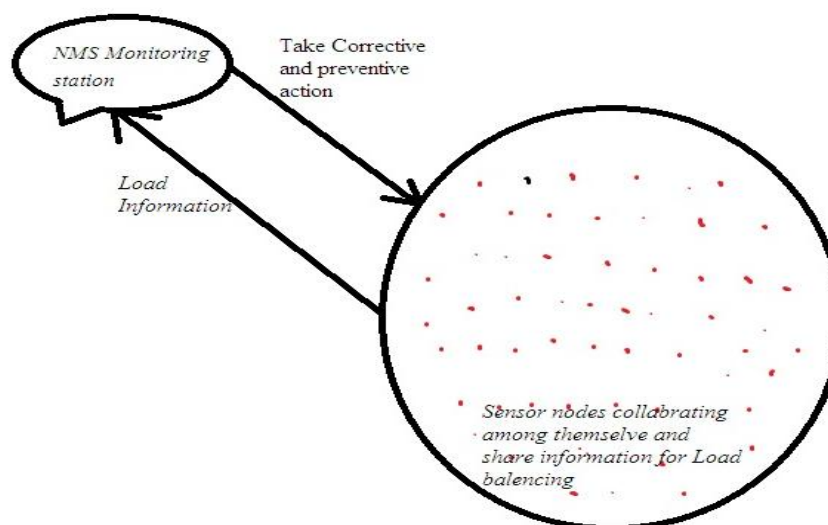 NMS Monitoring
station
Take Corrective
and preventive
action
Load
Information
Sensor nodes collabrating
among themselve and
share information for Load
balencing